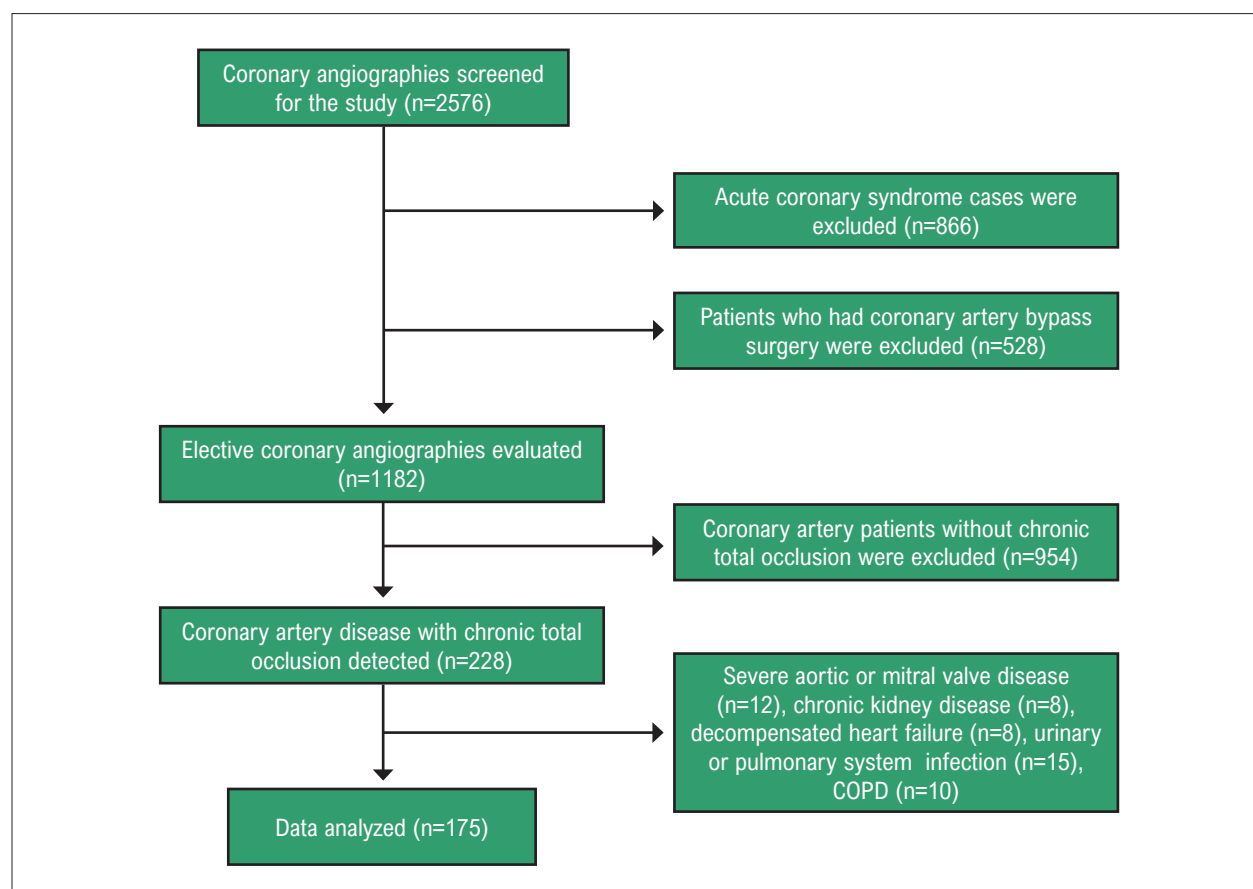 Coronary angiographies screened
for the study (n=2576)
Acute coronary syndrome cases were
excluded (n=866)
Patients who had coronary artery bypass
surgery were excluded (n=528)
Elective coronary angiographies evaluated
(n=1182)
Coronary artery patients without chronic
total occlusion were excluded (n=954)
Coronary artery disease with chronic total
occlusion detected (n=228)
Severe aortic or mitral valve disease
(n=12), chronic kidney disease (n=8),
decompensated heart failure (n=8), urinary
or pulmonary system infection (n=15),
COPD (n=10)
Data analyzed (n=175)